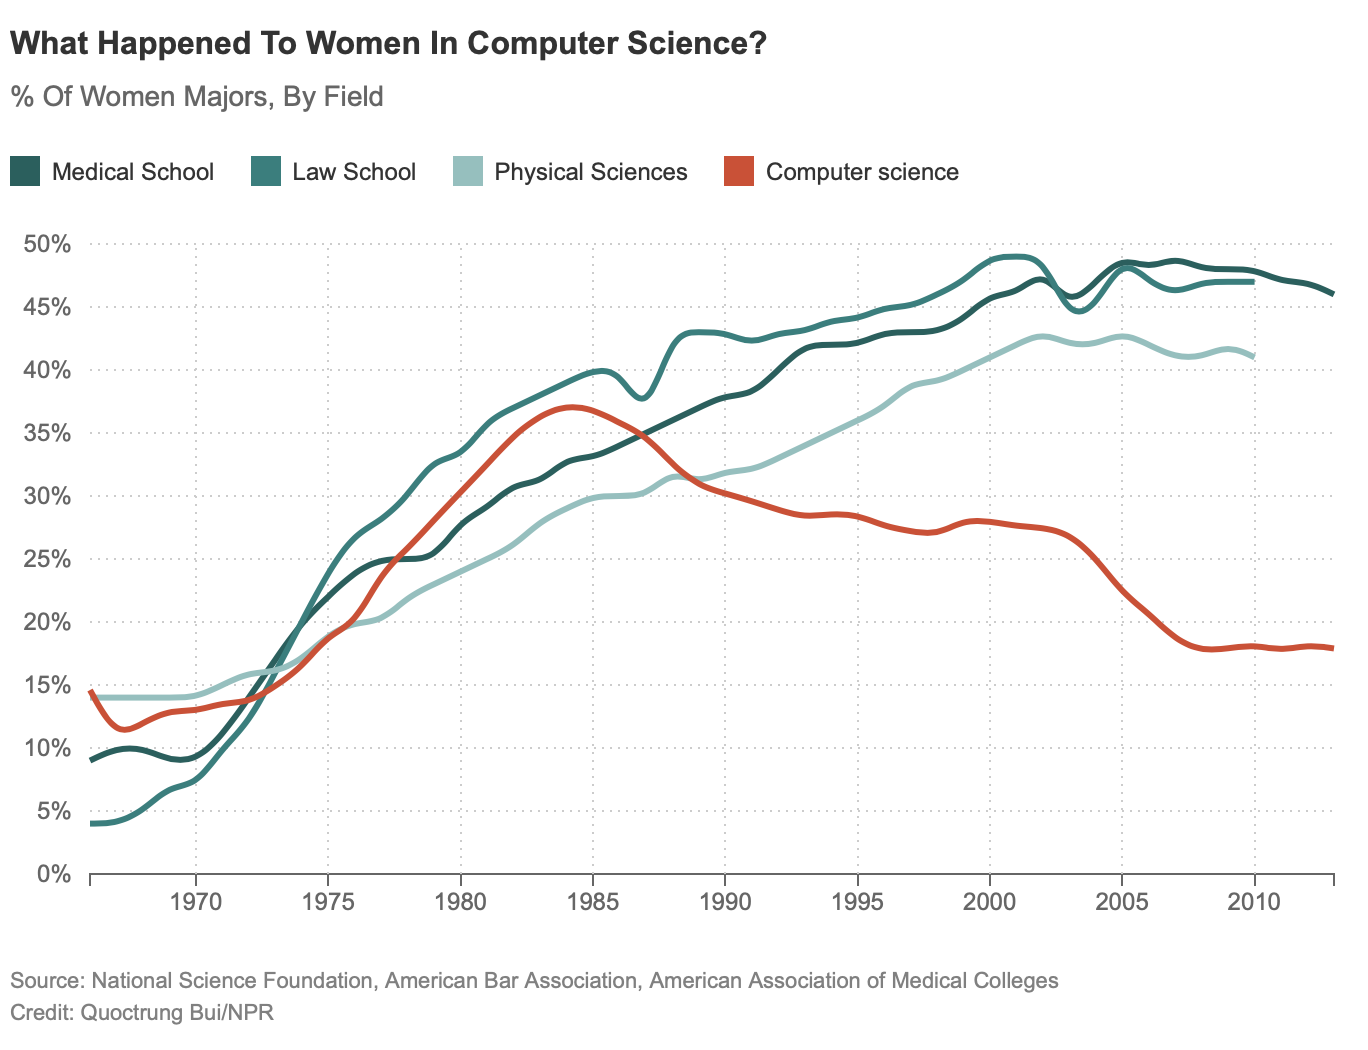 What Happened To Women In Computer Science?
% Of Women Majors, By Field
Medical School Law School Physical Sciences Computer science
50%
45%
40%
35%
30%
25%
20%
15%
10%
5%
0%
1970 1975 1980 1985 1990 1995 2000 2005 2010
Source: National Science Foundation, American Bar Association, American Association of Medical Colleges
Credit: Quoctrung Bui/NPR